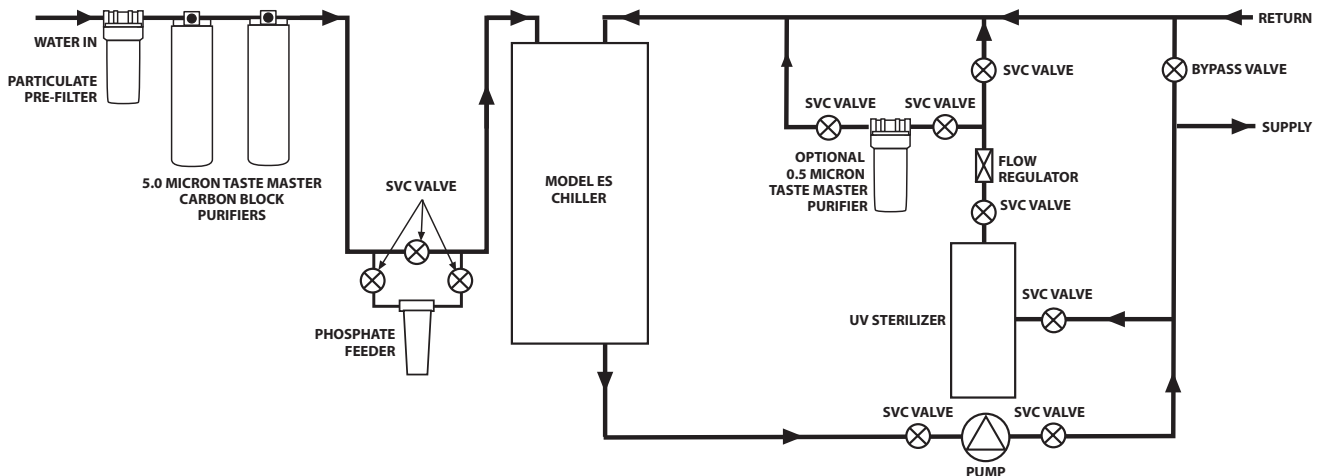 WATER IN
PARTICULATE
PRE-FILTER
5.0 MICRON TASTE MASTER
CARBON BLOCK
PURIFIERS
SVC VALVE
PHOSPHATE
FEEDER
MODEL ES
CHILLER
RETURN
SVC VALVE
BYPASS VALVE
SVC VALVE
SVC VALVE
SUPPLY
OPTIONAL
0.5 MICRON
TASTE MASTER
PURIFIER
FLOW
REGULATOR
SVC VALVE
SVC VALVE
UV STERILIZER
SVC VALVE
SVC VALVE
PUMP